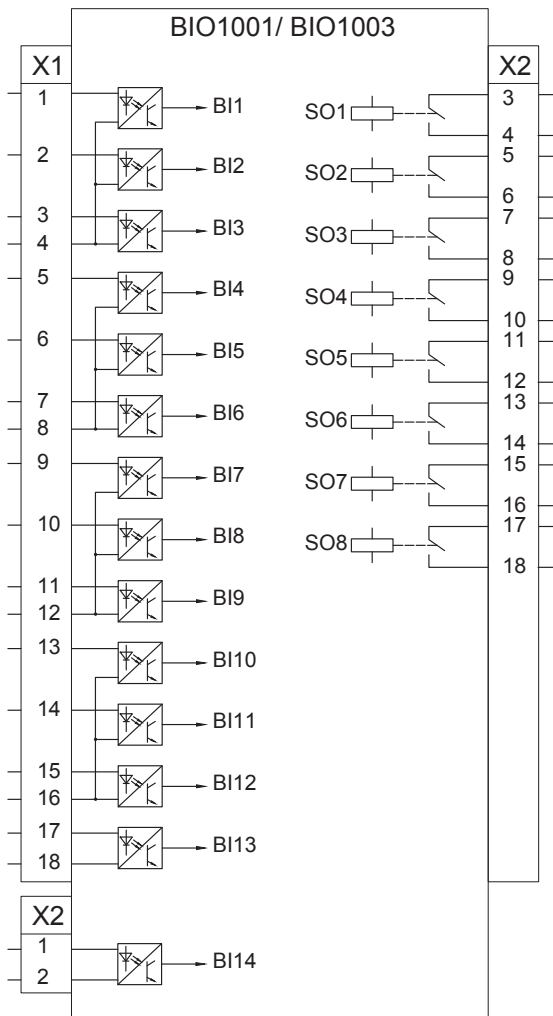 BIO1001/ BIO1003
X1
1
BI1
2
BI2
3
BI3
4
5
BI4
6
BI5
7
BI6
8
9
BI7
10
BI8
11
BI9
12
13
BI10
14
BI11
15
BI12
16
17
BI13
18
X2
1
BI14
2
X2
SO1
3
4
SO2
5
6
SO3
7
8
SO4
9
10
SO5
11
12
SO6
13
14
SO7
15
16
SO8
17
18